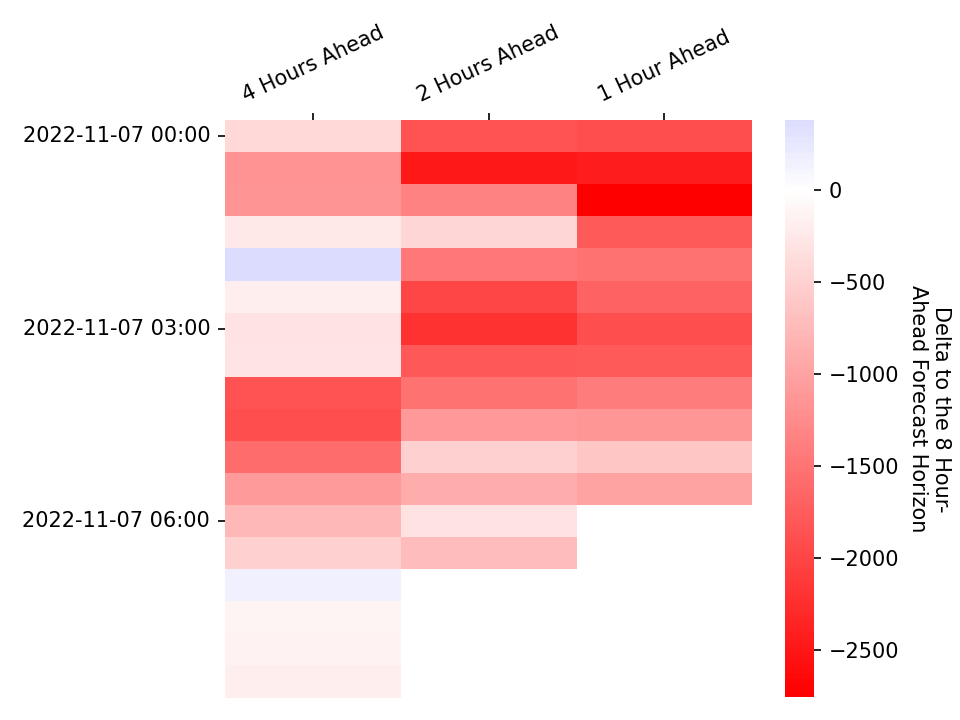 4 Hours Ahead
2 Hours Ahead
1 Hour Ahead
2022-11-07 00:00
2022-11-07 03:00
2022-11-07 06:00
0
−500
−1000
−1500
−2000
−2500
Delta to the 8 Hour-
Ahead Forecast Horizon